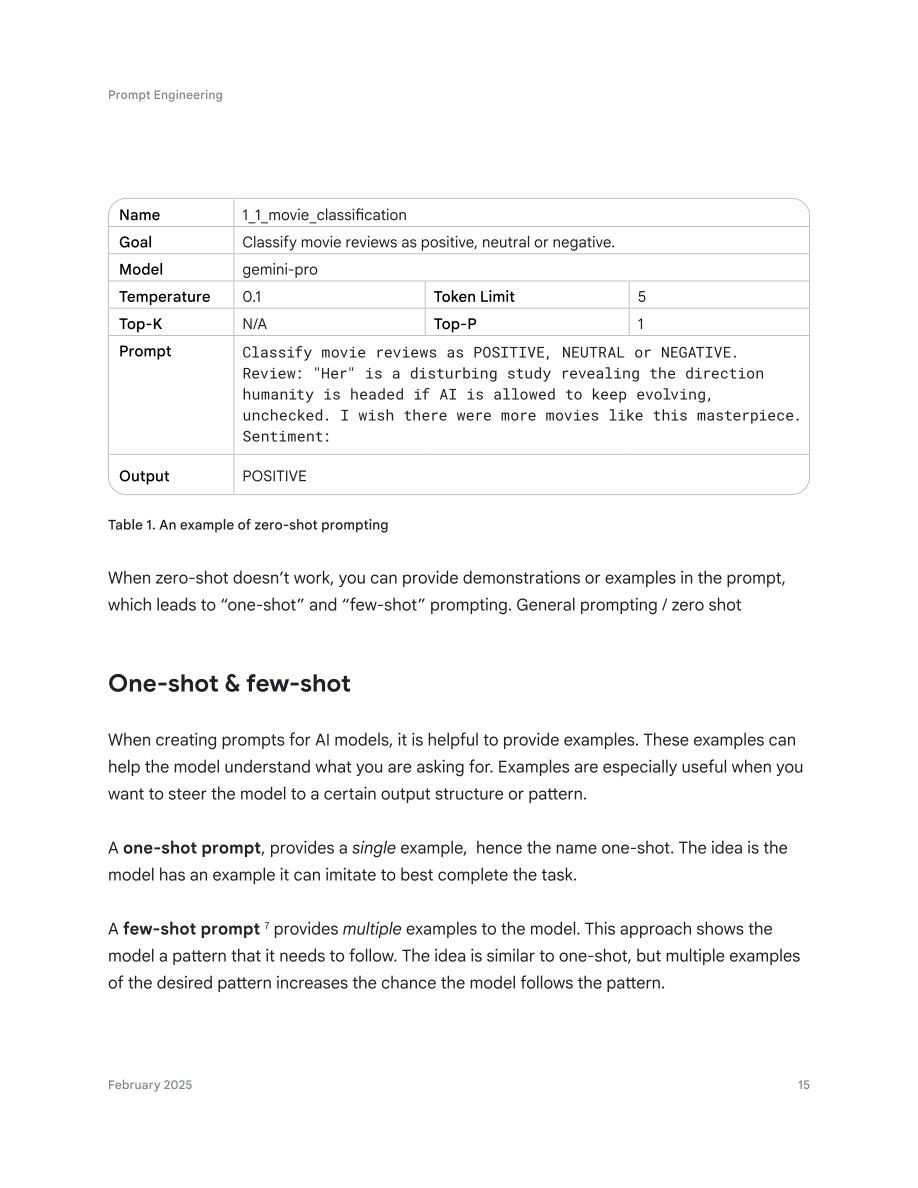 Prompt Engineering
Name 1_1_movie_classification
Goal Classify movie reviews as positive, neutral or negative.
Model gemini-pro
Temperature 0.1 Token Limit 5
Top-K N/A Top-P 1
Prompt Classify movie reviews as POSITIVE, NEUTRAL or NEGATIVE.
Review: "Her" is a disturbing study revealing the direction
humanity is headed if AI is allowed to keep evolving,
unchecked. I wish there were more movies like this masterpiece.
Sentiment:
Output POSITIVE
Table 1. An example of zero-shot prompting
When zero-shot doesn’t work, you can provide demonstrations or examples in the prompt,
which leads to “one-shot” and “few-shot” prompting. General prompting / zero shot
One-shot & few-shot
When creating prompts for AI models, it is helpful to provide examples. These examples can
help the model understand what you are asking for. Examples are especially useful when you
want to steer the model to a certain output structure or pattern.
A one-shot prompt, provides a single example,  hence the name one-shot. The idea is the
model has an example it can imitate to best complete the task.
A few-shot prompt 7 provides multiple examples to the model. This approach shows the
model a pattern that it needs to follow. The idea is similar to one-shot, but multiple examples
of the desired pattern increases the chance the model follows the pattern.
February 2025 15